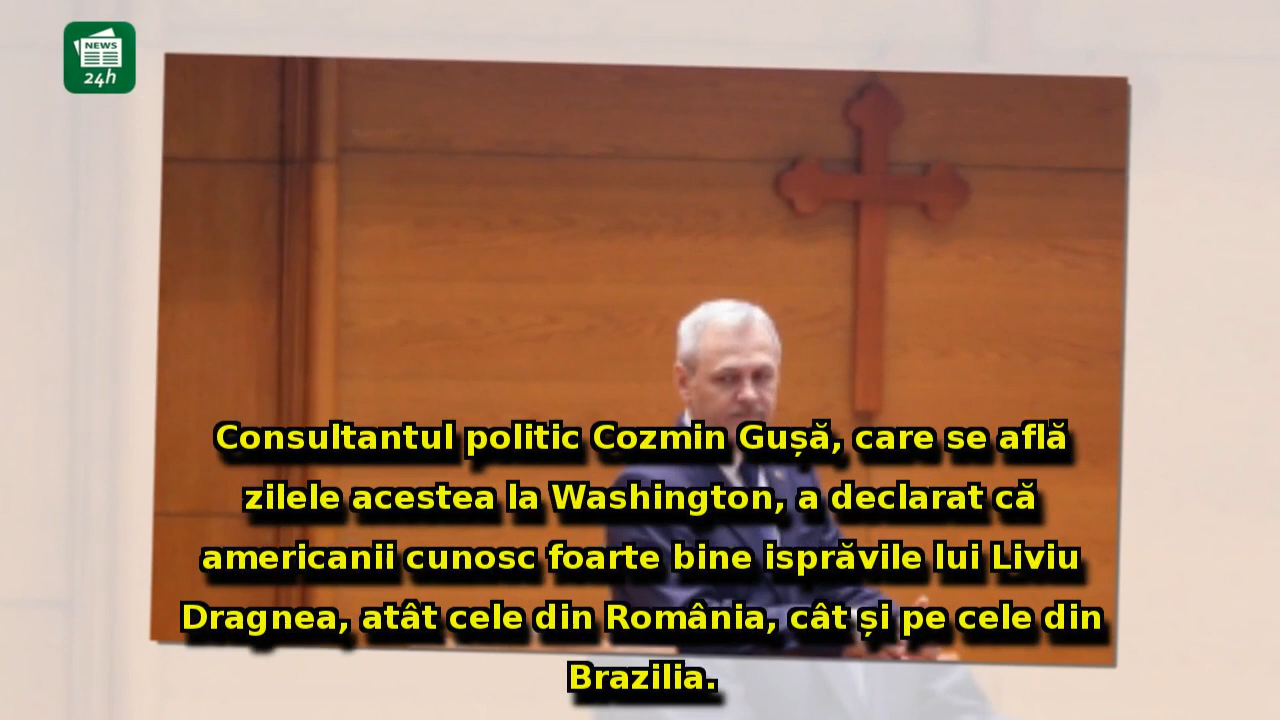 NEWS
24h
Consultantul politic Cozmin Gușă, care se află
zilele acestea la Washington, a declarat că
americanii cunosc foarte bine isprăvile lui Liviu
Dragnea, atât cele din România, cât și pe cele din
Brazilia.